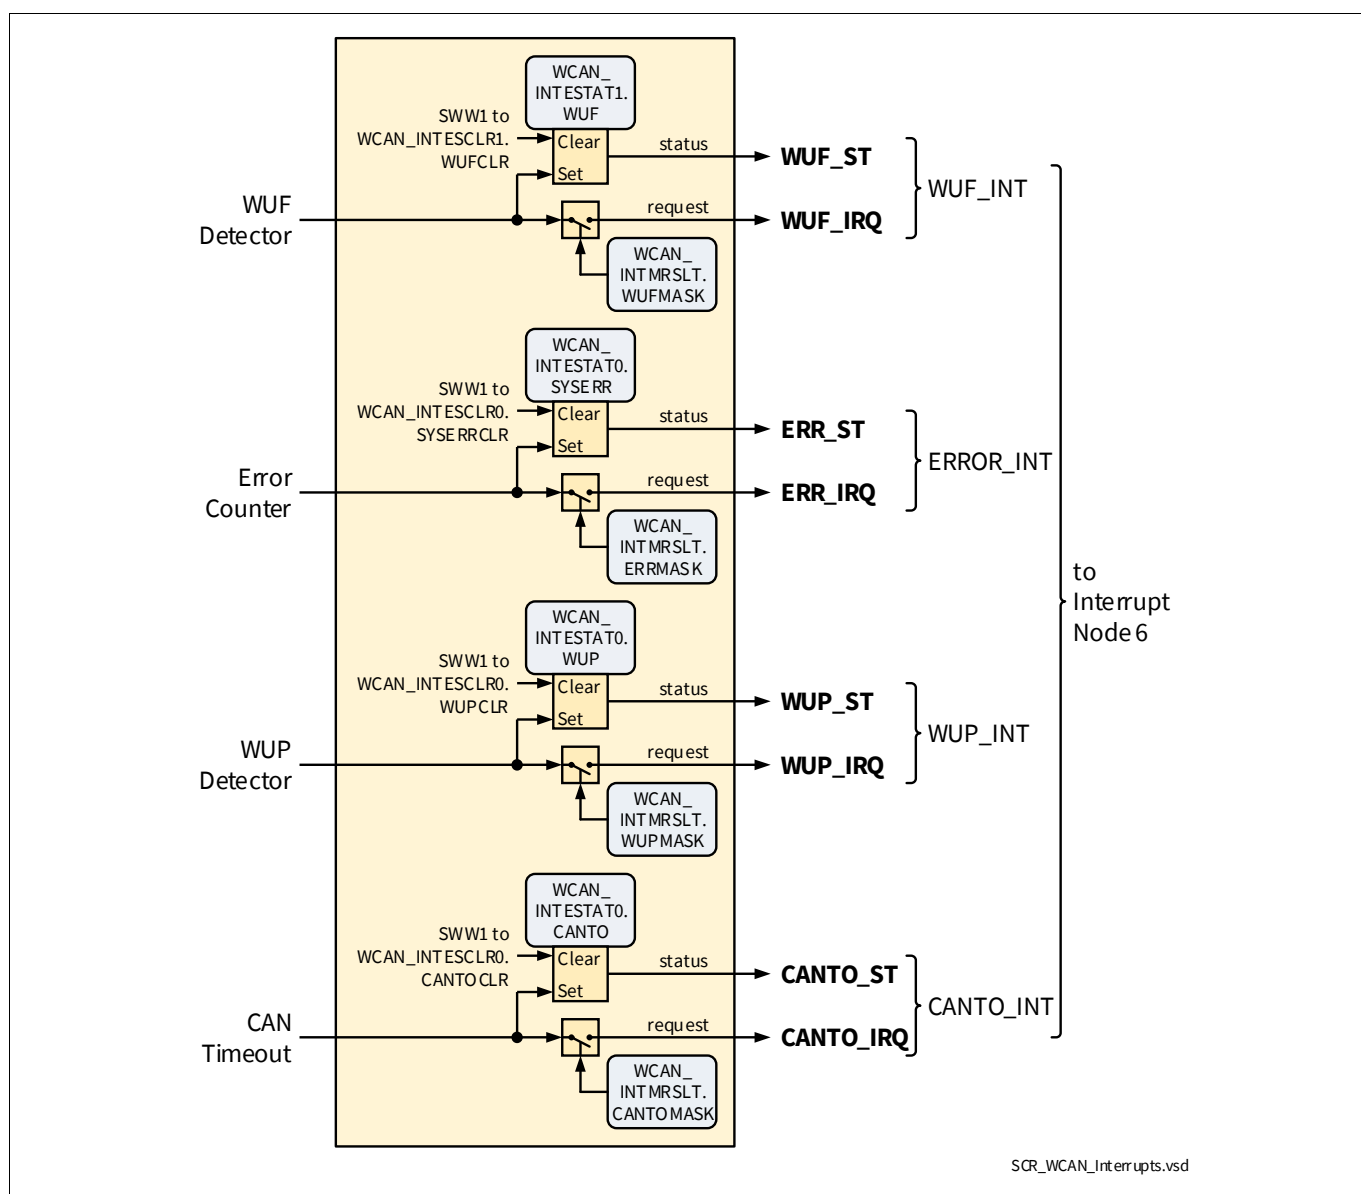 WCAN_
INTESTAT1.
WUF
SWW1 to
WCAN_INTESCLR1.
WUFCLR
Clear
Set
status
WUF_ST
WUF
Detector
request
WUF_IRQ
WUF_INT
WCAN_
INTMRSLT.
WUFMASK
WCAN_
INTESTAT0.
SYSERR
SWW1 to
WCAN_INTESCLR0.
SYSERRCLR
Clear
Set
status
ERR_ST
Error
Counter
request
ERR_IRQ
ERROR_INT
WCAN_
INTMRSLT.
ERRMASK
to
Interrupt
Node 6
WCAN_
INTESTAT0.
WUP
SWW1 to
WCAN_INTESCLR0.
WUPCLR
Clear
Set
status
WUP_ST
WUP
Detector
request
WUP_IRQ
WUP_INT
WCAN_
INTMRSLT.
WUPMASK
WCAN_
INTESTAT0.
CANTO
SWW1 to
WCAN_INTESCLR0.
CANTOCLR
Clear
Set
status
CANTO_ST
CAN
Timeout
request
CANTO_IRQ
CANTO_INT
WCAN_
INTMRSLT.
CANTOMASK
SCR_WCAN_Interrupts.vsd